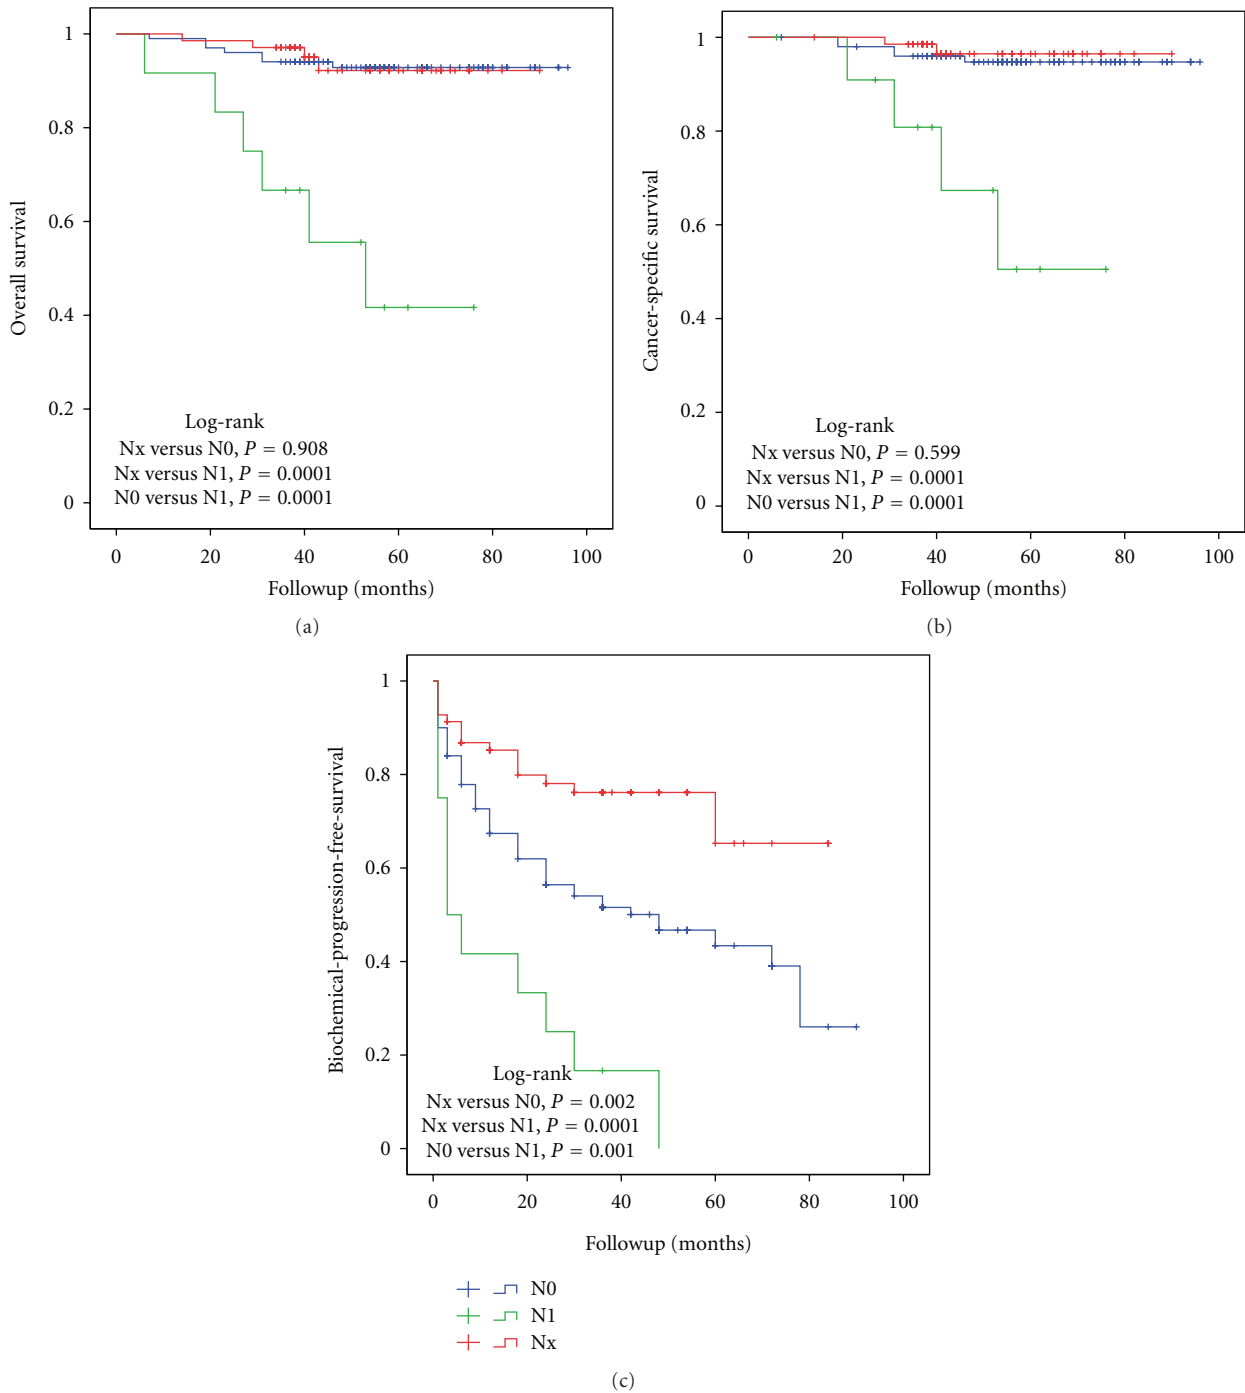 1
0.8
0.6
0.4
0.2
0
Overall survival
Log-rank
Nx versus N0, P = 0.908
Nx versus N1, P = 0.0001
N0 versus N1, P = 0.0001
0 20 40 60 80 100
Followup (months)
(a)
1
0.8
0.6
0.4
0.2
0
Cancer-specific survival
Log-rank
Nx versus N0, P = 0.599
Nx versus N1, P = 0.0001
N0 versus N1, P = 0.0001
0 20 40 60 80 100
Followup (months)
(b)
1
0.8
0.6
0.4
0.2
0
Biochemical-progression-free-survival
Log-rank
Nx versus N0, P = 0.002
Nx versus N1, P = 0.0001
N0 versus N1, P = 0.001
0 20 40 60 80 100
Followup (months)
N0
N1
Nx
(c)